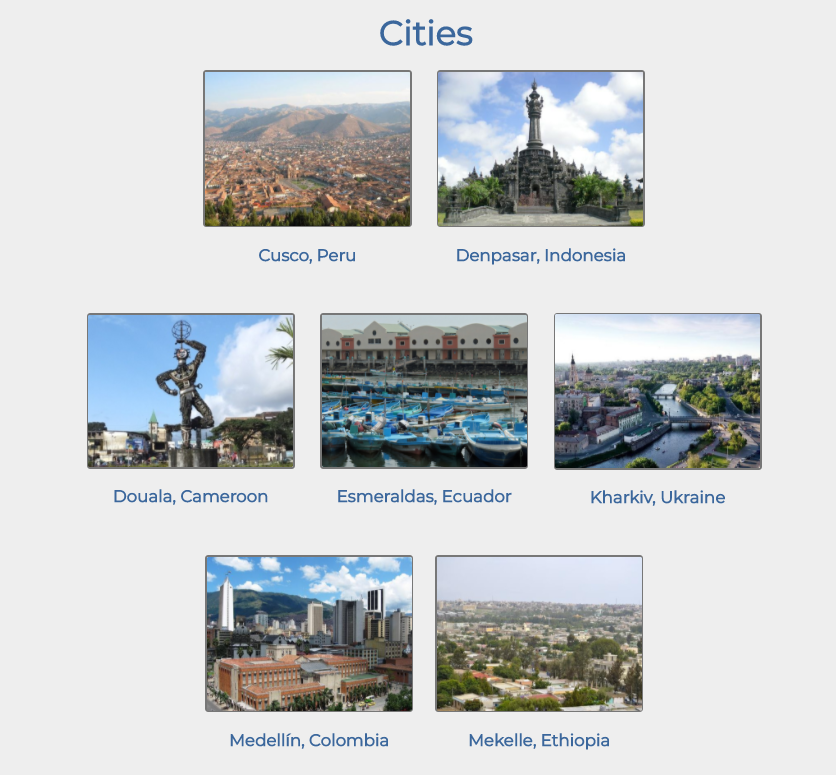 Cities
Cusco, Peru
Denpasar, Indonesia
Douala, Cameroon
Esmeraldas, Ecuador
Kharkiv, Ukraine
Medellín, Colombia
Mekelle, Ethiopia